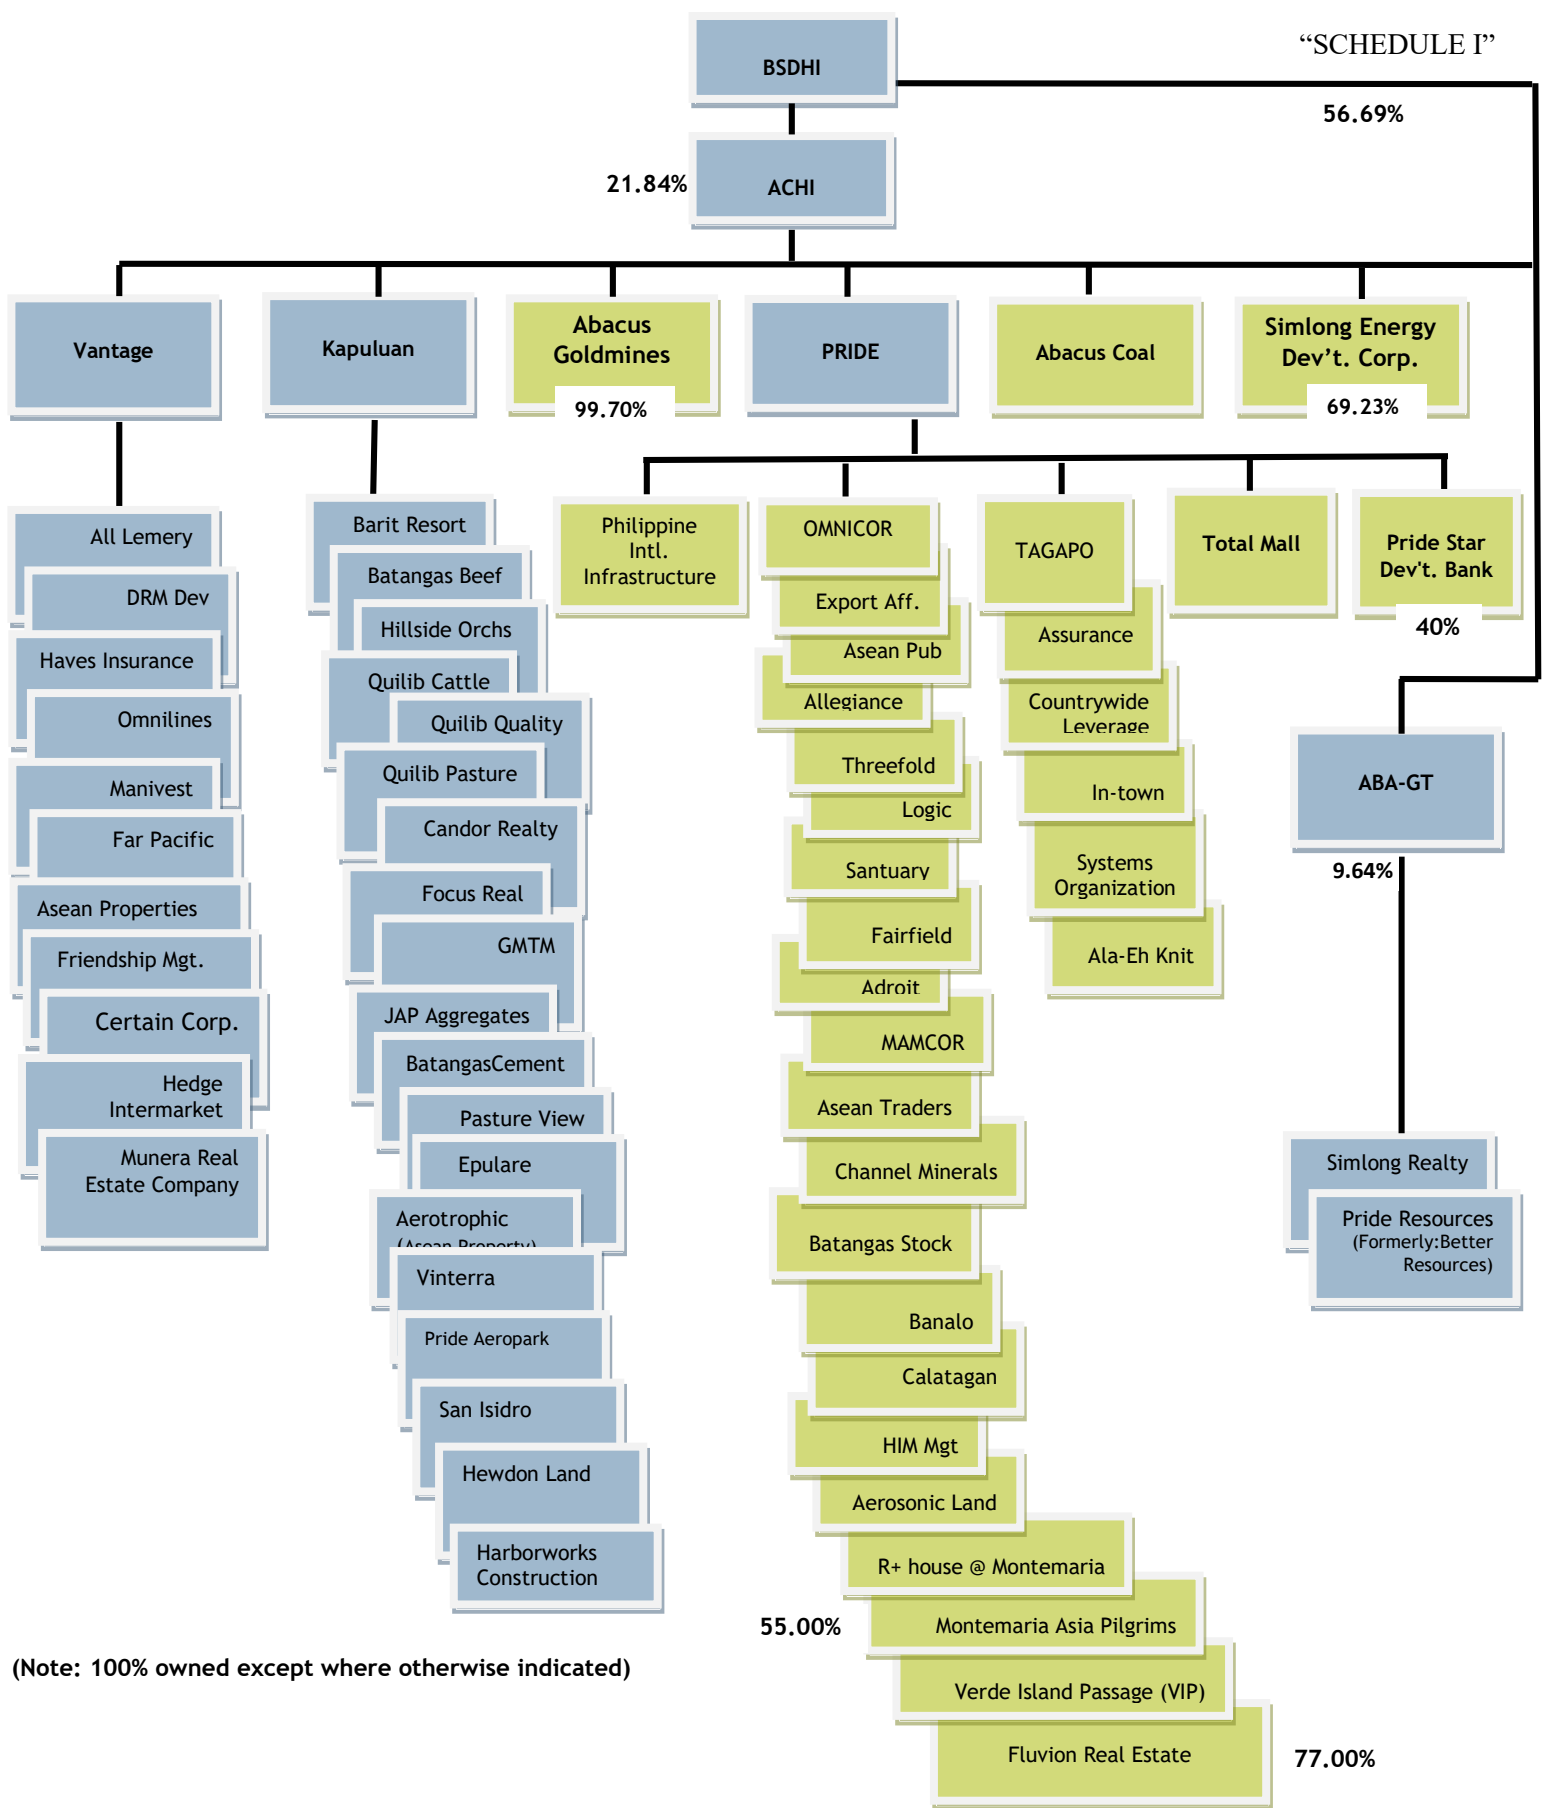 “SCHEDULE I”
BSDHI
56.69%
21.84%
ACHI
Vantage
Kapuluan
Abacus
Goldmines
99.70%
PRIDE
Abacus Coal
Simlong Energy
Dev’t. Corp.
69.23%
All Lemery
DRM Dev
Haves Insurance
Omnilines
Manivest
Far Pacific
Asean Properties
Friendship Mgt.
Certain Corp.
Hedge
Intermarket
Munera Real
Estate Company
Barit Resort
Batangas Beef
Hillside Orchs
Quilib Cattle
Quilib Quality
Quilib Pasture
Candor Realty
Focus Real
GMTM
JAP Aggregates
BatangasCement
Pasture View
Epulare
Aerotrophic
(Asean Property)
Vinterra
Pride Aeropark
San Isidro
Hewdon Land
Harborworks
Construction
Philippine
Intl.
Infrastructure
OMNICOR
Export Aff.
Asean Pub
Allegiance
Threefold
Logic
Santuary
Fairfield
Adroit
MAMCOR
Asean Traders
Channel Minerals
Batangas Stock
Banalo
Calatagan
HIM Mgt
Aerosonic Land
R+ house @ Montemaria
55.00%
Montemaria Asia Pilgrims
Verde Island Passage (VIP)
Fluvion Real Estate
77.00%
TAGAPO
Assurance
Countrywide
Leverage
In-town
Systems
Organization
Ala-Eh Knit
Total Mall
Pride Star
Dev't. Bank
40%
ABA-GT
9.64%
Simlong Realty
Pride Resources
(Formerly:Better
Resources)
(Note: 100% owned except where otherwise indicated)